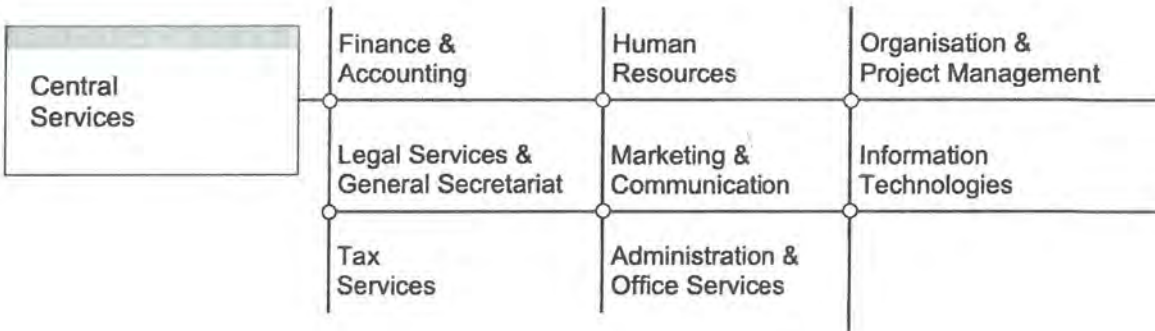 Central
Services
Finance &
Accounting
Human
Resources
Organisation &
Project Management
Legal Services &
General Secretariat
Marketing &
Communication
Information
Technologies
Tax
Services
Administration &
Office Services